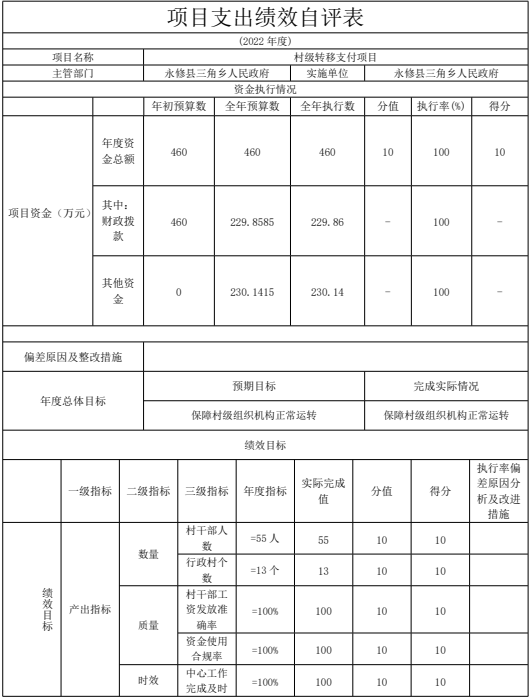 项目支出绩效自评表
(2022 年度)
项目名称 村级转移支付项目
主管部门 永修县三角乡人民政府 实施单位 永修县三角乡人民政府
资金执行情况
年初预算数 全年预算数 全年执行数 分值 执行率(%) 得分
项目资金（万元）
年度资
金总额
460 460 460 10 100 10
其中:
财政拨
款
460 229.8585 229.86 - 100 -
其他资
金
0 230.1415 230.14 - 100 -
偏差原因及整改措施
年度总体目标
预期目标 完成实际情况
保障村级组织机构正常运转 保障村级组织机构正常运转
绩效目标
一级指标 二级指标 三级指标 年度指标
实际完成
值
分值 得分
执行率偏
差原因分
析及改进
措施
绩效目标
产出指标
数量
村干部人
数
=55 人 55 10 10
行政村个
数
=13 个 13 10 10
质量
村干部工
资发放准
确率
=100% 100 10 10
资金使用
合规率
=100% 100 10 10
时效
中心工作
完成及时
=100% 100 10 10